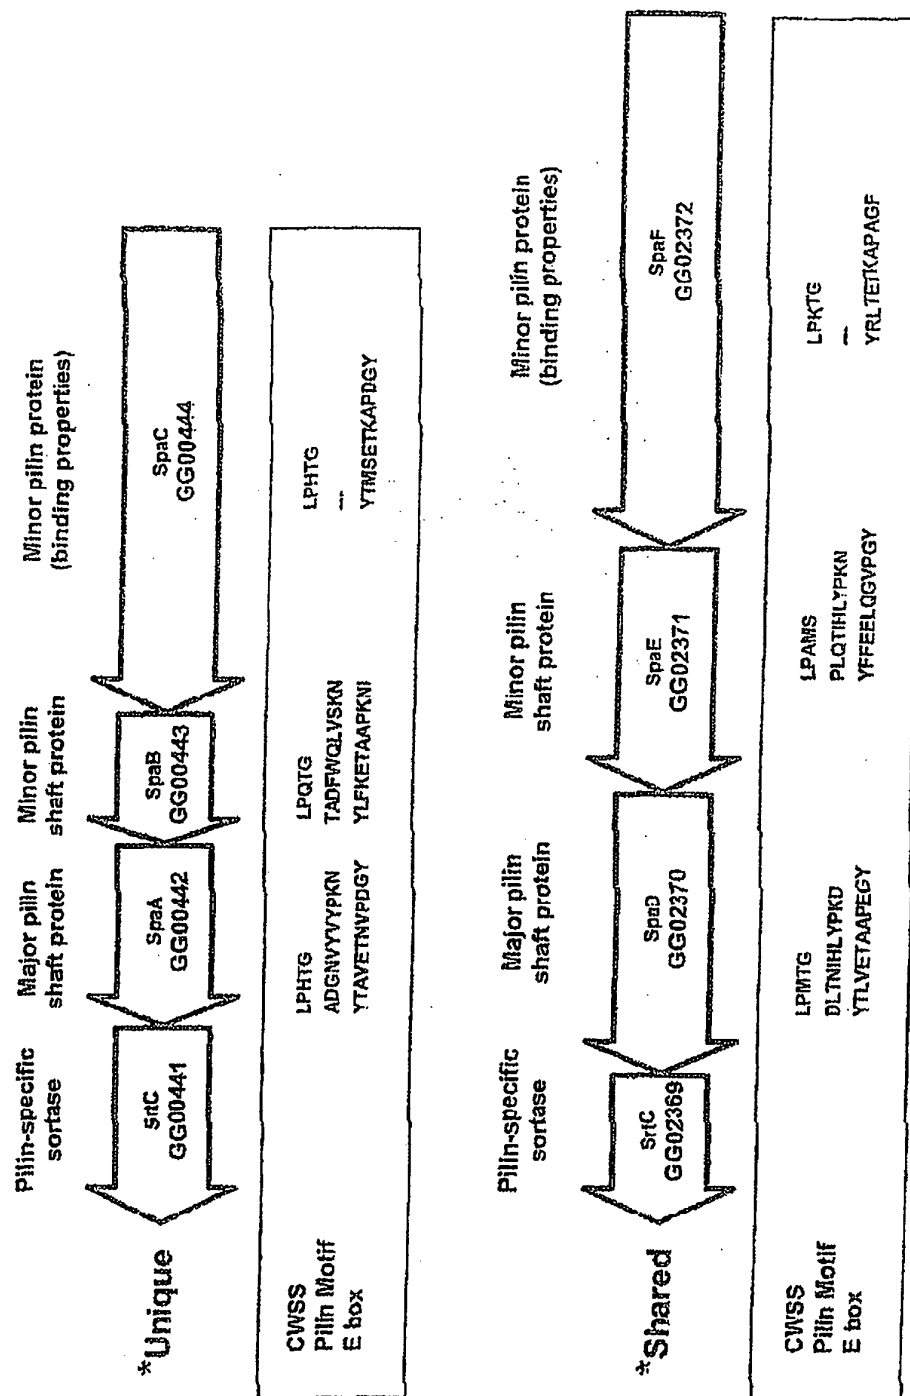 *Unique
Pilin-specific
sortase
Major pilin
shaft protein
Minor pilin
shaft protein
Minor pilin protein
(binding properties)
SrtC
GG00441
SpaA
GG00442
SpaB
GG00443
SpaC
GG00444
CWSS
Pilin Motif
E box
LPHTG
ADGNVYVYPKN
YTAVETNVPDGY
LPQTG
TADFWQLVSKN
YLFKETAAPKNI
LPHTG
--
YTMSETKAPDGY
*Shared
Pilin-specific
sortase
Major pilin
shaft protein
Minor pilin
shaft protein
Minor pilin protein
(binding properties)
SrtC
GG02369
SpaD
GG02370
SpaE
GG02371
SpaF
GG02372
CWSS
Pilin Motif
E box
LPMTG
DLTNIHLYPKD
YTLVETAAPEGY
LPAMS
PLQTIHLYPKN
YFFEELQGVPGY
LPKTG
--
YRLTETKAPAGF